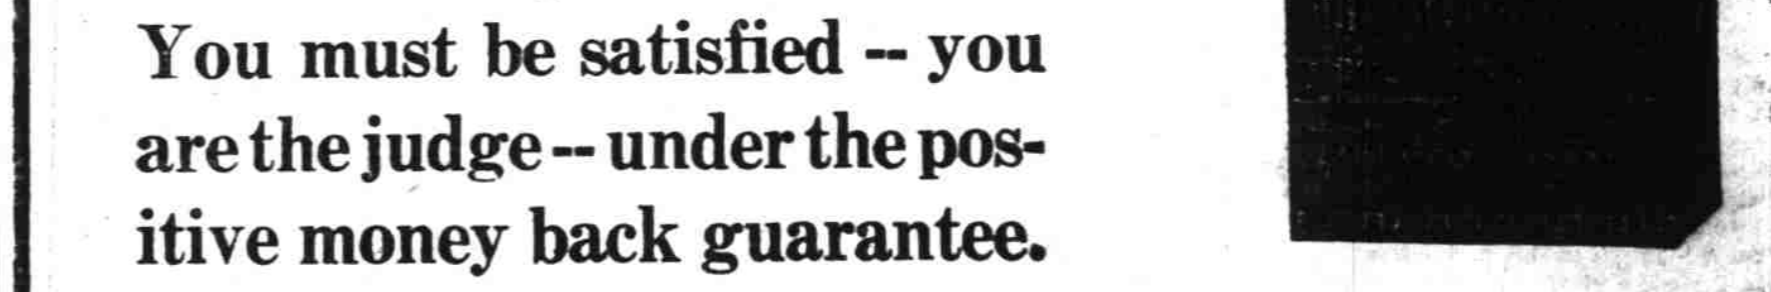 You must be satisfied -- you
are the judge -- under the pos-
itive money back guarantee.